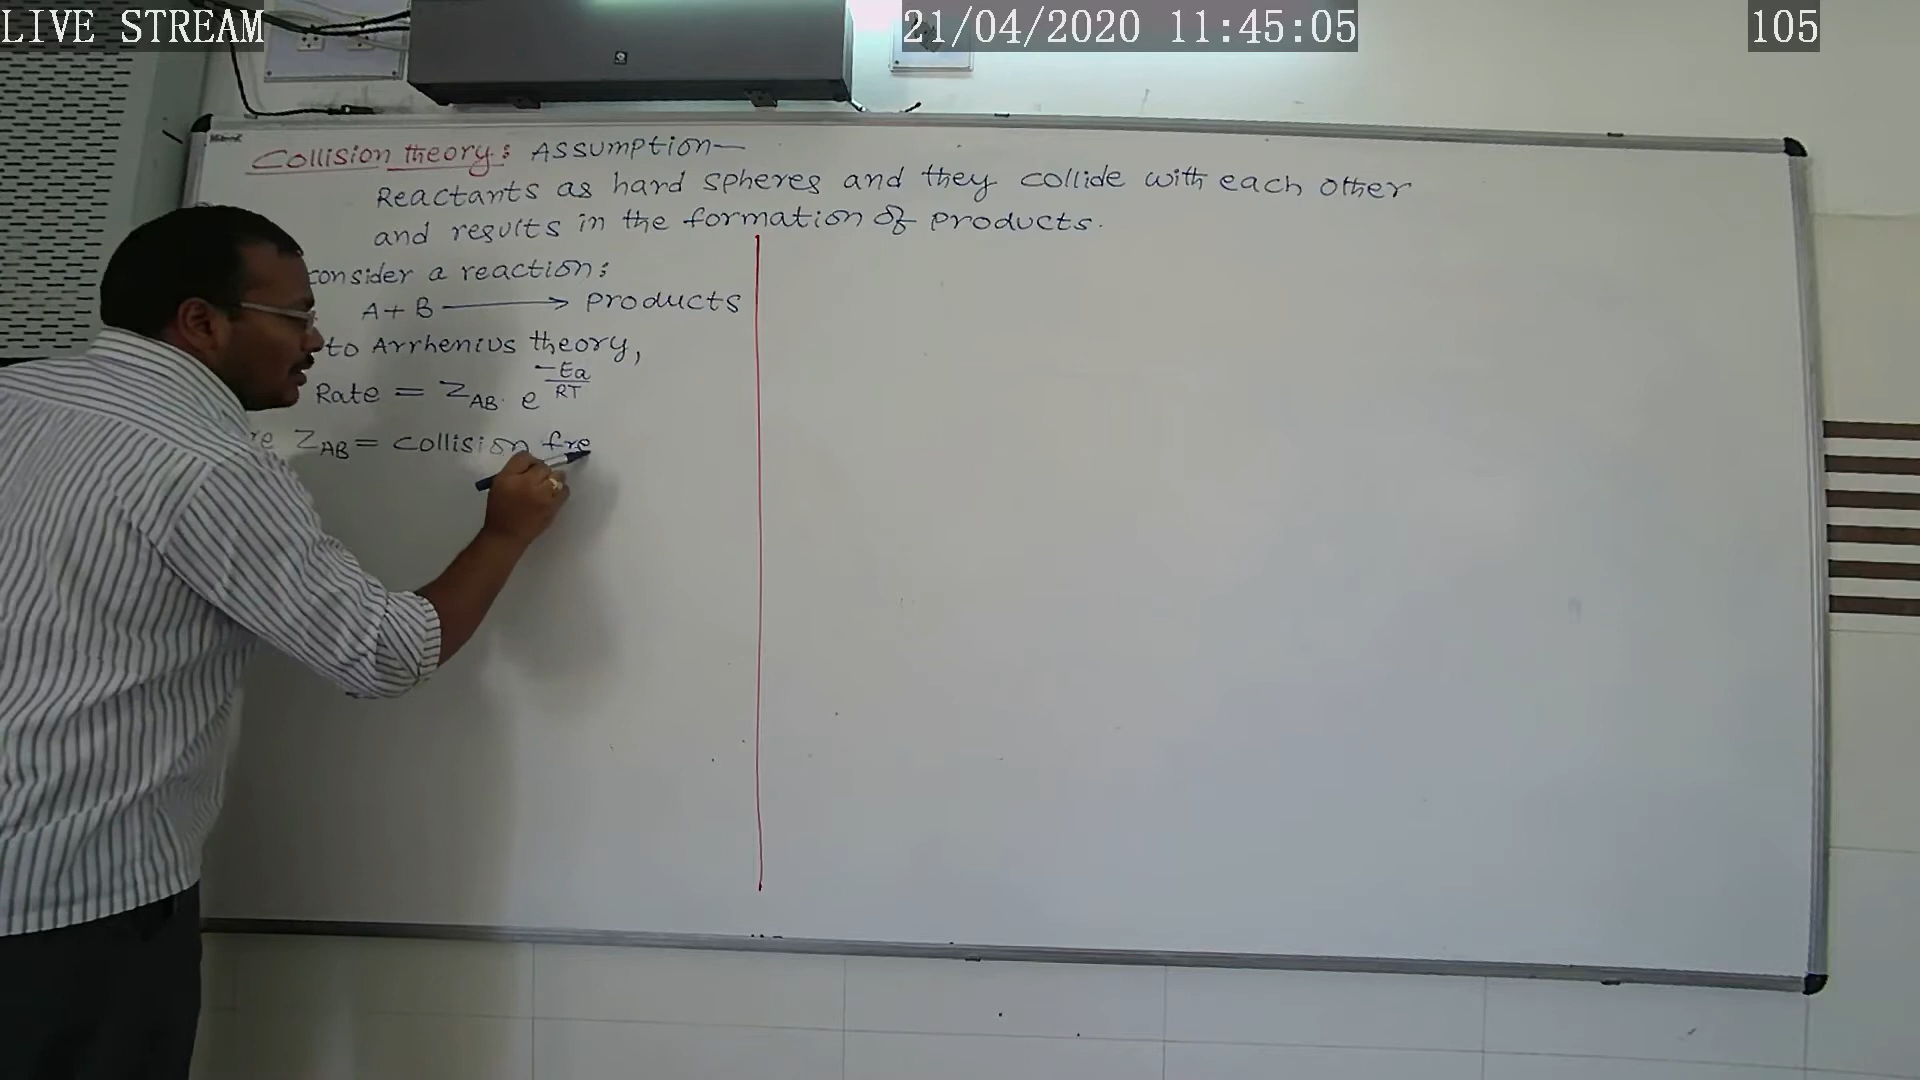 LIVE STREAM
21/04/2020 11:45:05
105
Collision theory: Assumption—
Reactants as hard spheres and they collide with each other
and results in the formation of products.
consider a reaction:
A + B ⟶ products
to Arrhenius theory,
Rate = Z_AB. e^(-Ea/RT)
Z_AB = collision fre